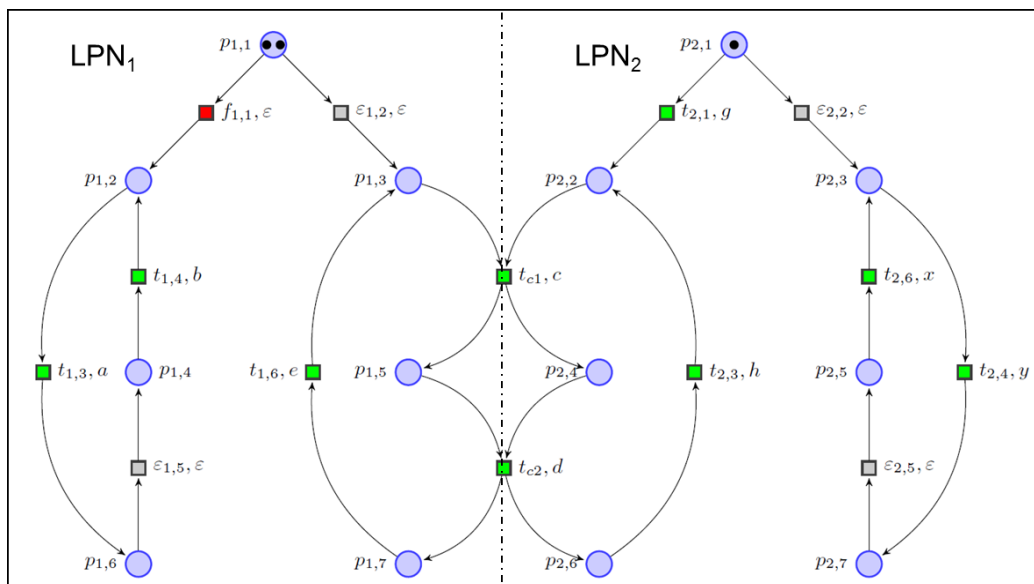 LPN₁
p₁,₁
LPN₂
p₂,₁
f₁,₁, ε
ε₁,₂, ε
t₂,₁, g
ε₂,₂, ε
p₁,₂
p₁,₃
p₂,₂
p₂,₃
t₁,₄, b
t_c1, c
t₂,₆, x
t₁,₃, a
p₁,₄
t₁,₆, e
p₁,₅
p₂,₄
t₂,₃, h
p₂,₅
t₂,₄, y
ε₁,₅, ε
t_c2, d
ε₂,₅, ε
p₁,₆
p₁,₇
p₂,₆
p₂,₇